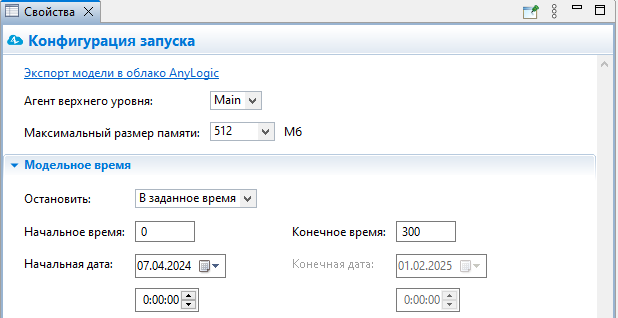 Свойства
Конфигурация запуска
Экспорт модели в облако AnyLogic
Агент верхнего уровня: Main
Максимальный размер памяти: 512 Мб
Модельное время
Остановить: В заданное время
Начальное время: 0 Конечное время: 300
Начальная дата: 07.04.2024 Конечная дата: 01.02.2025
0:00:00 0:00:00